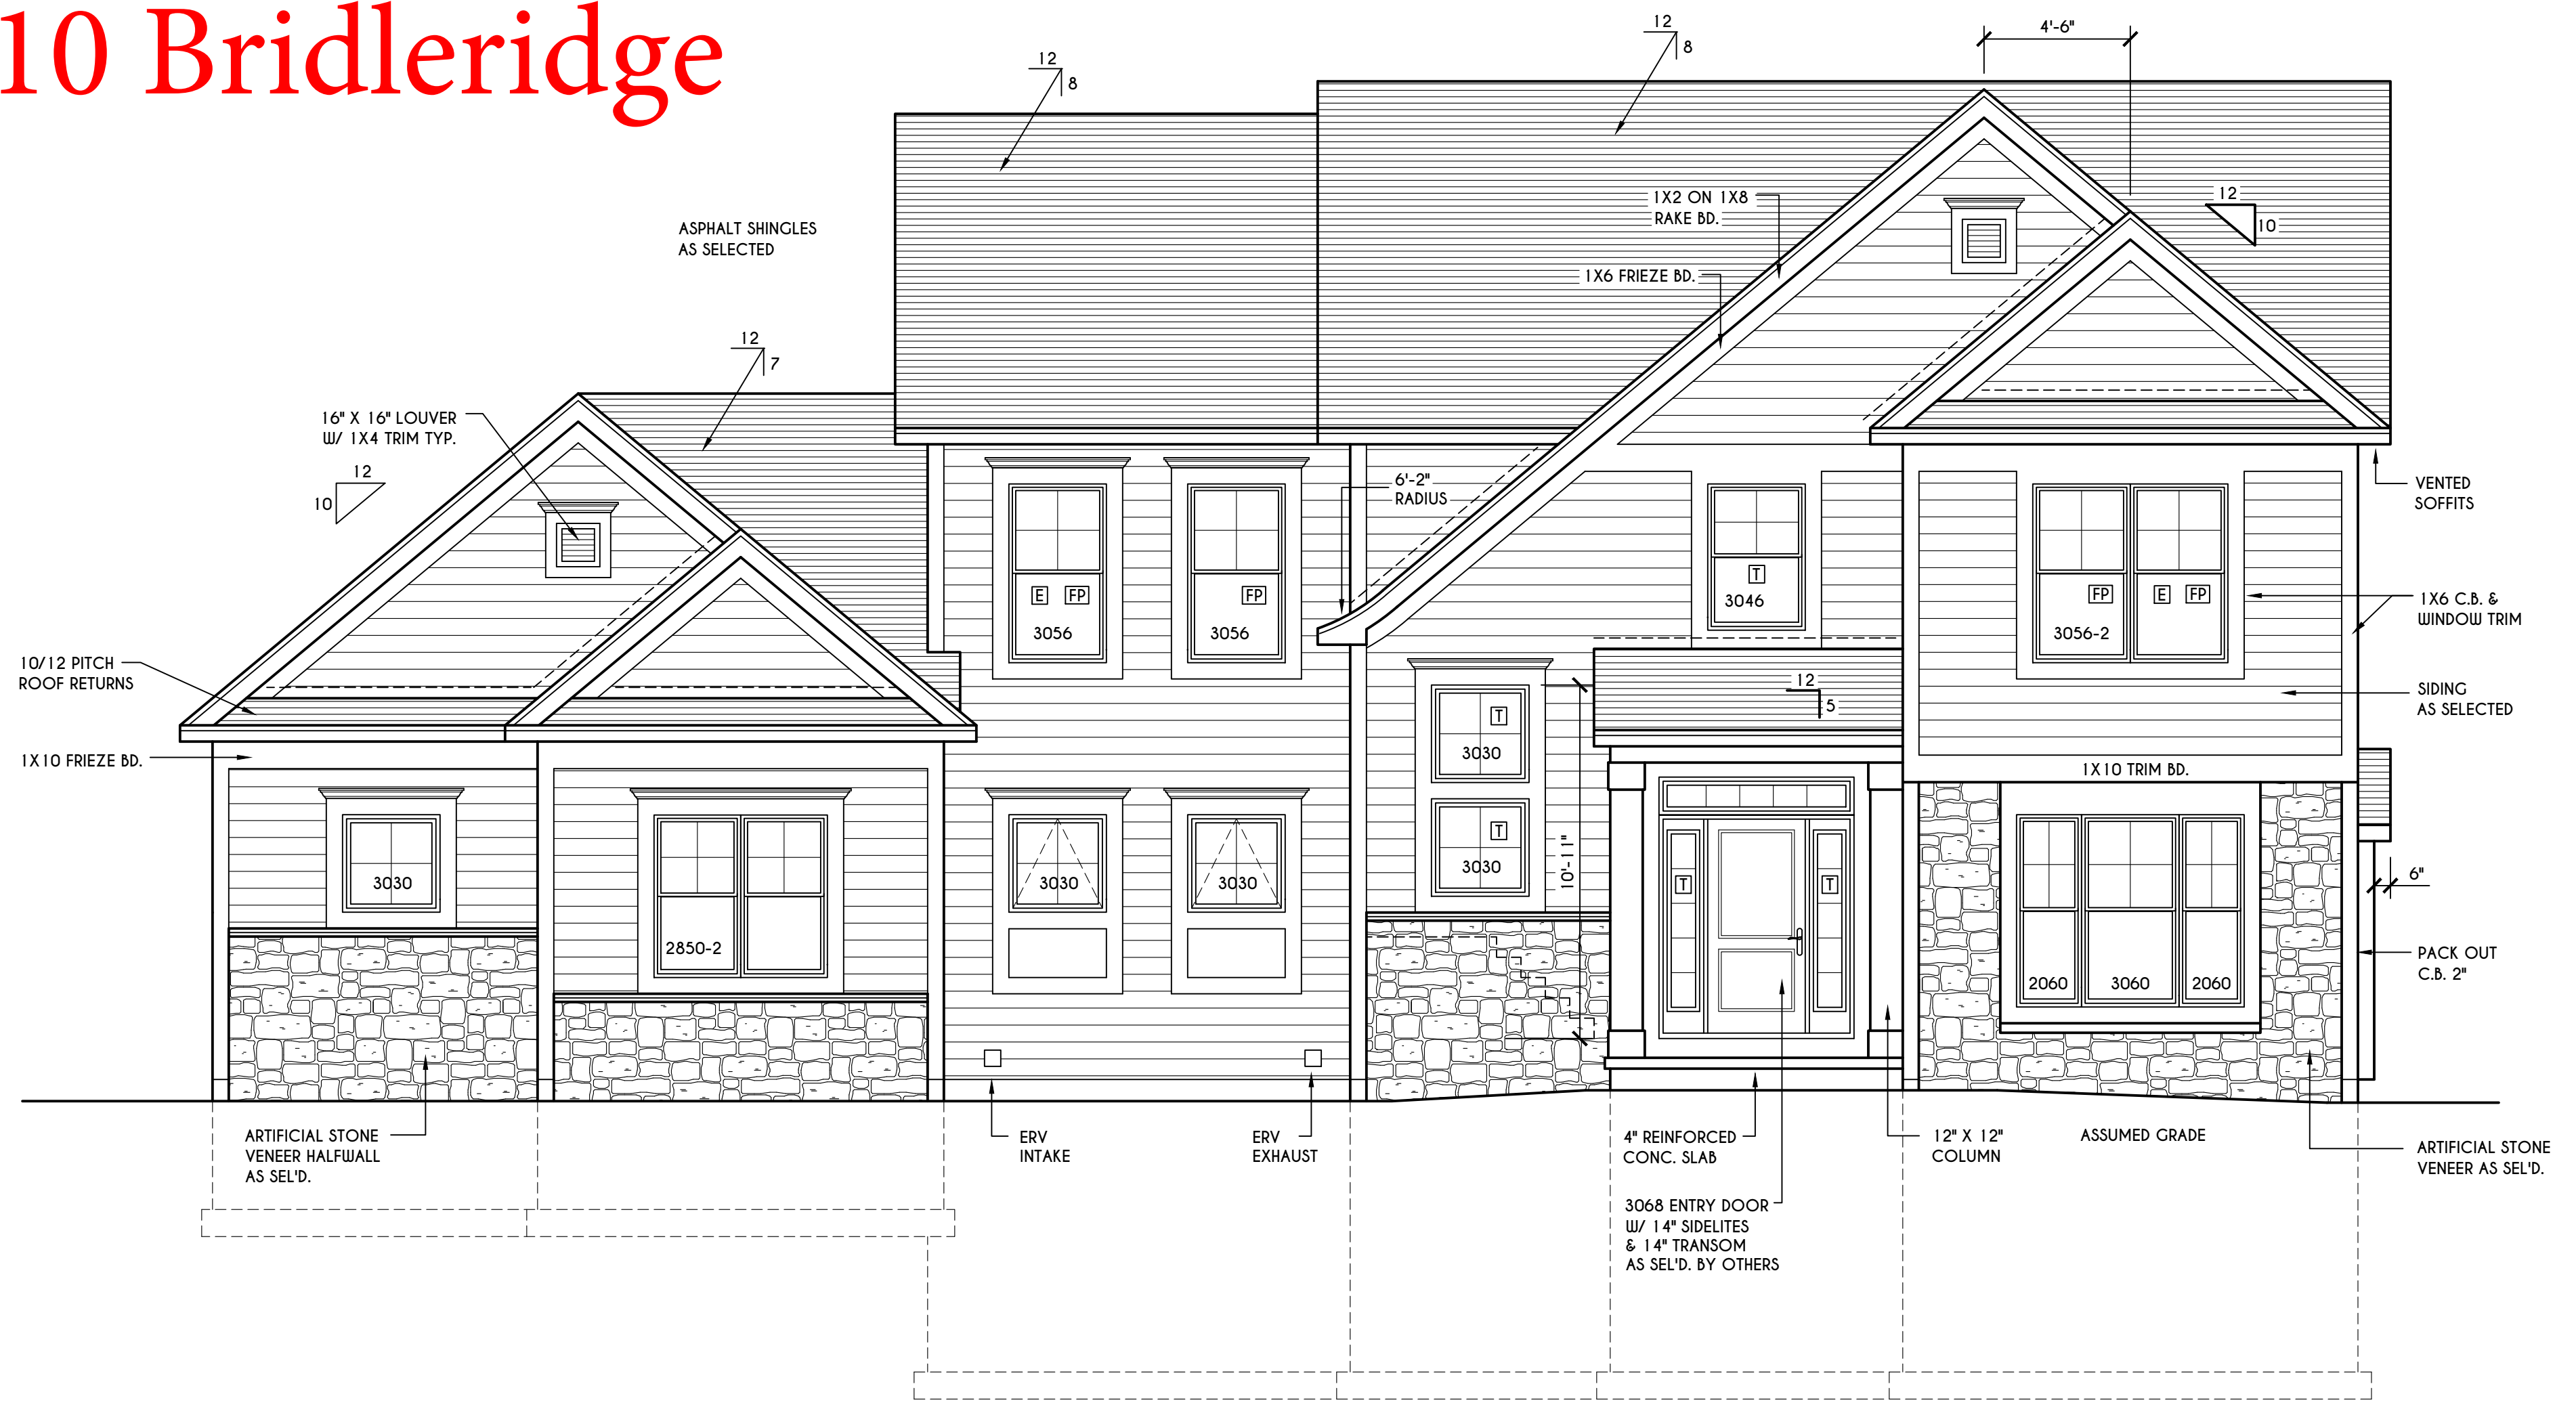 10 Bridleridge
12
8
12
8
4'-6"
12
10
1X2 ON 1X8
RAKE BD.
1X6 FRIEZE BD.
ASPHALT SHINGLES
AS SELECTED
12
7
16" X 16" LOUVER
W/ 1X4 TRIM TYP.
12
10
6'-2"
RADIUS
VENTED
SOFFITS
E
FP
3056
FP
3056
T
3046
FP
E
FP
3056-2
1X6 C.B. &
WINDOW TRIM
10/12 PITCH
ROOF RETURNS
SIDING
AS SELECTED
12
5
T
3030
T
3030
10'-11"
1X10 FRIEZE BD.
1X10 TRIM BD.
3030
2850-2
3030
3030
T
T
2060
3060
2060
6"
PACK OUT
C.B. 2"
ARTIFICIAL STONE
VENEER HALFWALL
AS SEL'D.
ERV
INTAKE
ERV
EXHAUST
4" REINFORCED
CONC. SLAB
12" X 12"
COLUMN
ASSUMED GRADE
ARTIFICIAL STONE
VENEER AS SEL'D.
3068 ENTRY DOOR
W/ 14" SIDELITES
& 14" TRANSOM
AS SEL'D. BY OTHERS